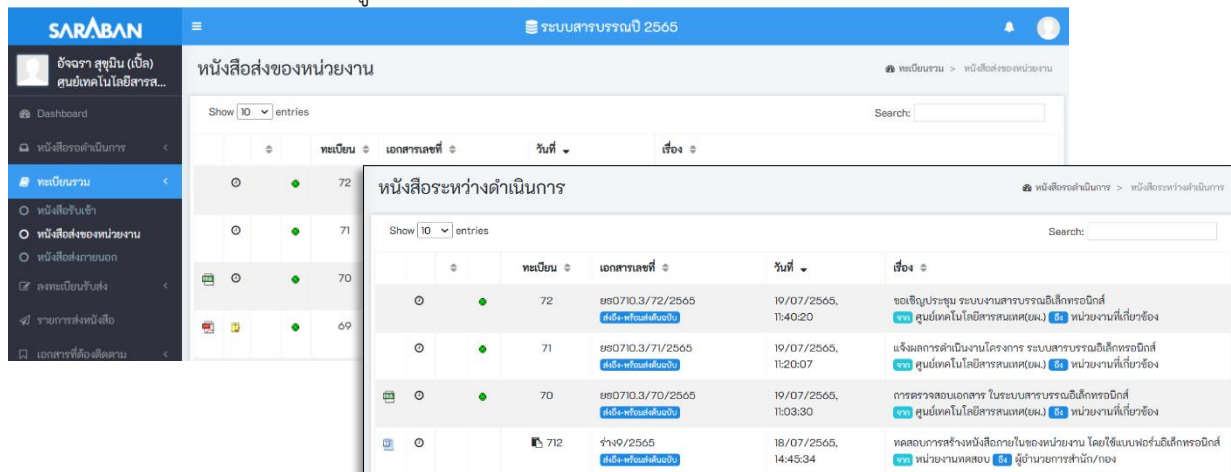 SARABAN
ระบบสารบรรณปี 2565
อัจฉรา สุขุมิน (เปิ้ล)
ศูนย์เทคโนโลยีสารส...
Dashboard
หนังสือรอดำเนินการ
ทะเบียนรวม
หนังสือรับเข้า
หนังสือส่งของหน่วยงาน
หนังสือส่งภายนอก
ลงทะเบียนรับส่ง
รายการส่งหนังสือ
เอกสารที่ต้องติดตาม
หนังสือส่งของหน่วยงาน
ทะเบียนรวม > หนังสือส่งของหน่วยงาน
Show 10 entries
Search:
ทะเบียน เอกสารเลขที่ วันที่ เรื่อง
72
71
70
69
หนังสือระหว่างดำเนินการ
หนังสือรอดำเนินการ > หนังสือระหว่างดำเนินการ
Show 10 entries
Search:
ทะเบียน เอกสารเลขที่ วันที่ เรื่อง
72 ยธ0710.3/72/2565 19/07/2565, ขอเชิญประชุม ระบบงานสารบรรณอิเล็กทรอนิกส์
ส่งถึง-พร้อมส่งต้นฉบับ 11:40:20 จาก ศูนย์เทคโนโลยีสารสนเทศ(ยผ.) ถึง หน่วยงานที่เกี่ยวข้อง
71 ยธ0710.3/71/2565 19/07/2565, แจ้งผลการดำเนินงานโครงการ ระบบสารบรรณอิเล็กทรอนิกส์
ส่งถึง-พร้อมส่งต้นฉบับ 11:20:07 จาก ศูนย์เทคโนโลยีสารสนเทศ(ยผ.) ถึง หน่วยงานที่เกี่ยวข้อง
70 ยธ0710.3/70/2565 19/07/2565, การตรวจสอบเอกสาร ในระบบสารบรรณอิเล็กทรอนิกส์
ส่งถึง-พร้อมส่งต้นฉบับ 11:03:30 จาก ศูนย์เทคโนโลยีสารสนเทศ(ยผ.) ถึง หน่วยงานที่เกี่ยวข้อง
712 ร่าง9/2565 18/07/2565, ทดสอบการสร้างหนังสือภายในของหน่วยงาน โดยใช้แบบฟอร์มอิเล็กทรอนิกส์
ส่งถึง-พร้อมส่งต้นฉบับ 14:45:34 จาก หน่วยงานทดสอบ ถึง ผู้อำนวยการสำนัก/กอง